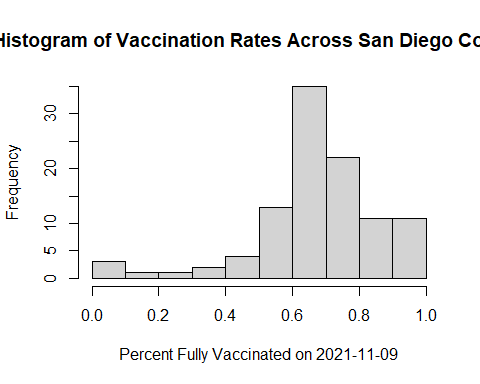 Histogram of Vaccination Rates Across San Diego Co
Frequency
30
20
10
5
0
0.0 0.2 0.4 0.6 0.8 1.0
Percent Fully Vaccinated on 2021-11-09